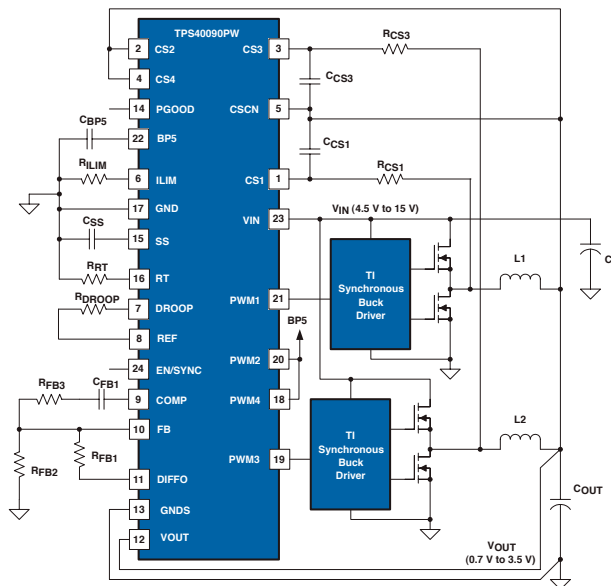 TPS40090PW
2 CS2
CS3 3
RCS3
4 CS4
CCS3
14 PGOOD
CSCN 5
CBP5
22 BP5
CCS1
RILIM
6 ILIM
RCS1
CS1 1
17 GND
VIN 23
VIN (4.5 V to 15 V)
CSS
15 SS
L1
RRT
16 RT
TI
Synchronous
Buck
Driver
PWM1 21
RDROOP
7 DROOP
BP5
8 REF
PWM2 20
24 EN/SYNC
RFB3
CFB1
9 COMP
PWM4 18
10 FB
L2
RFB2
RFB1
PWM3 19
TI
Synchronous
Buck
Driver
11 DIFFO
COUT
13 GNDS
12 VOUT
VOUT
(0.7 V to 3.5 V)